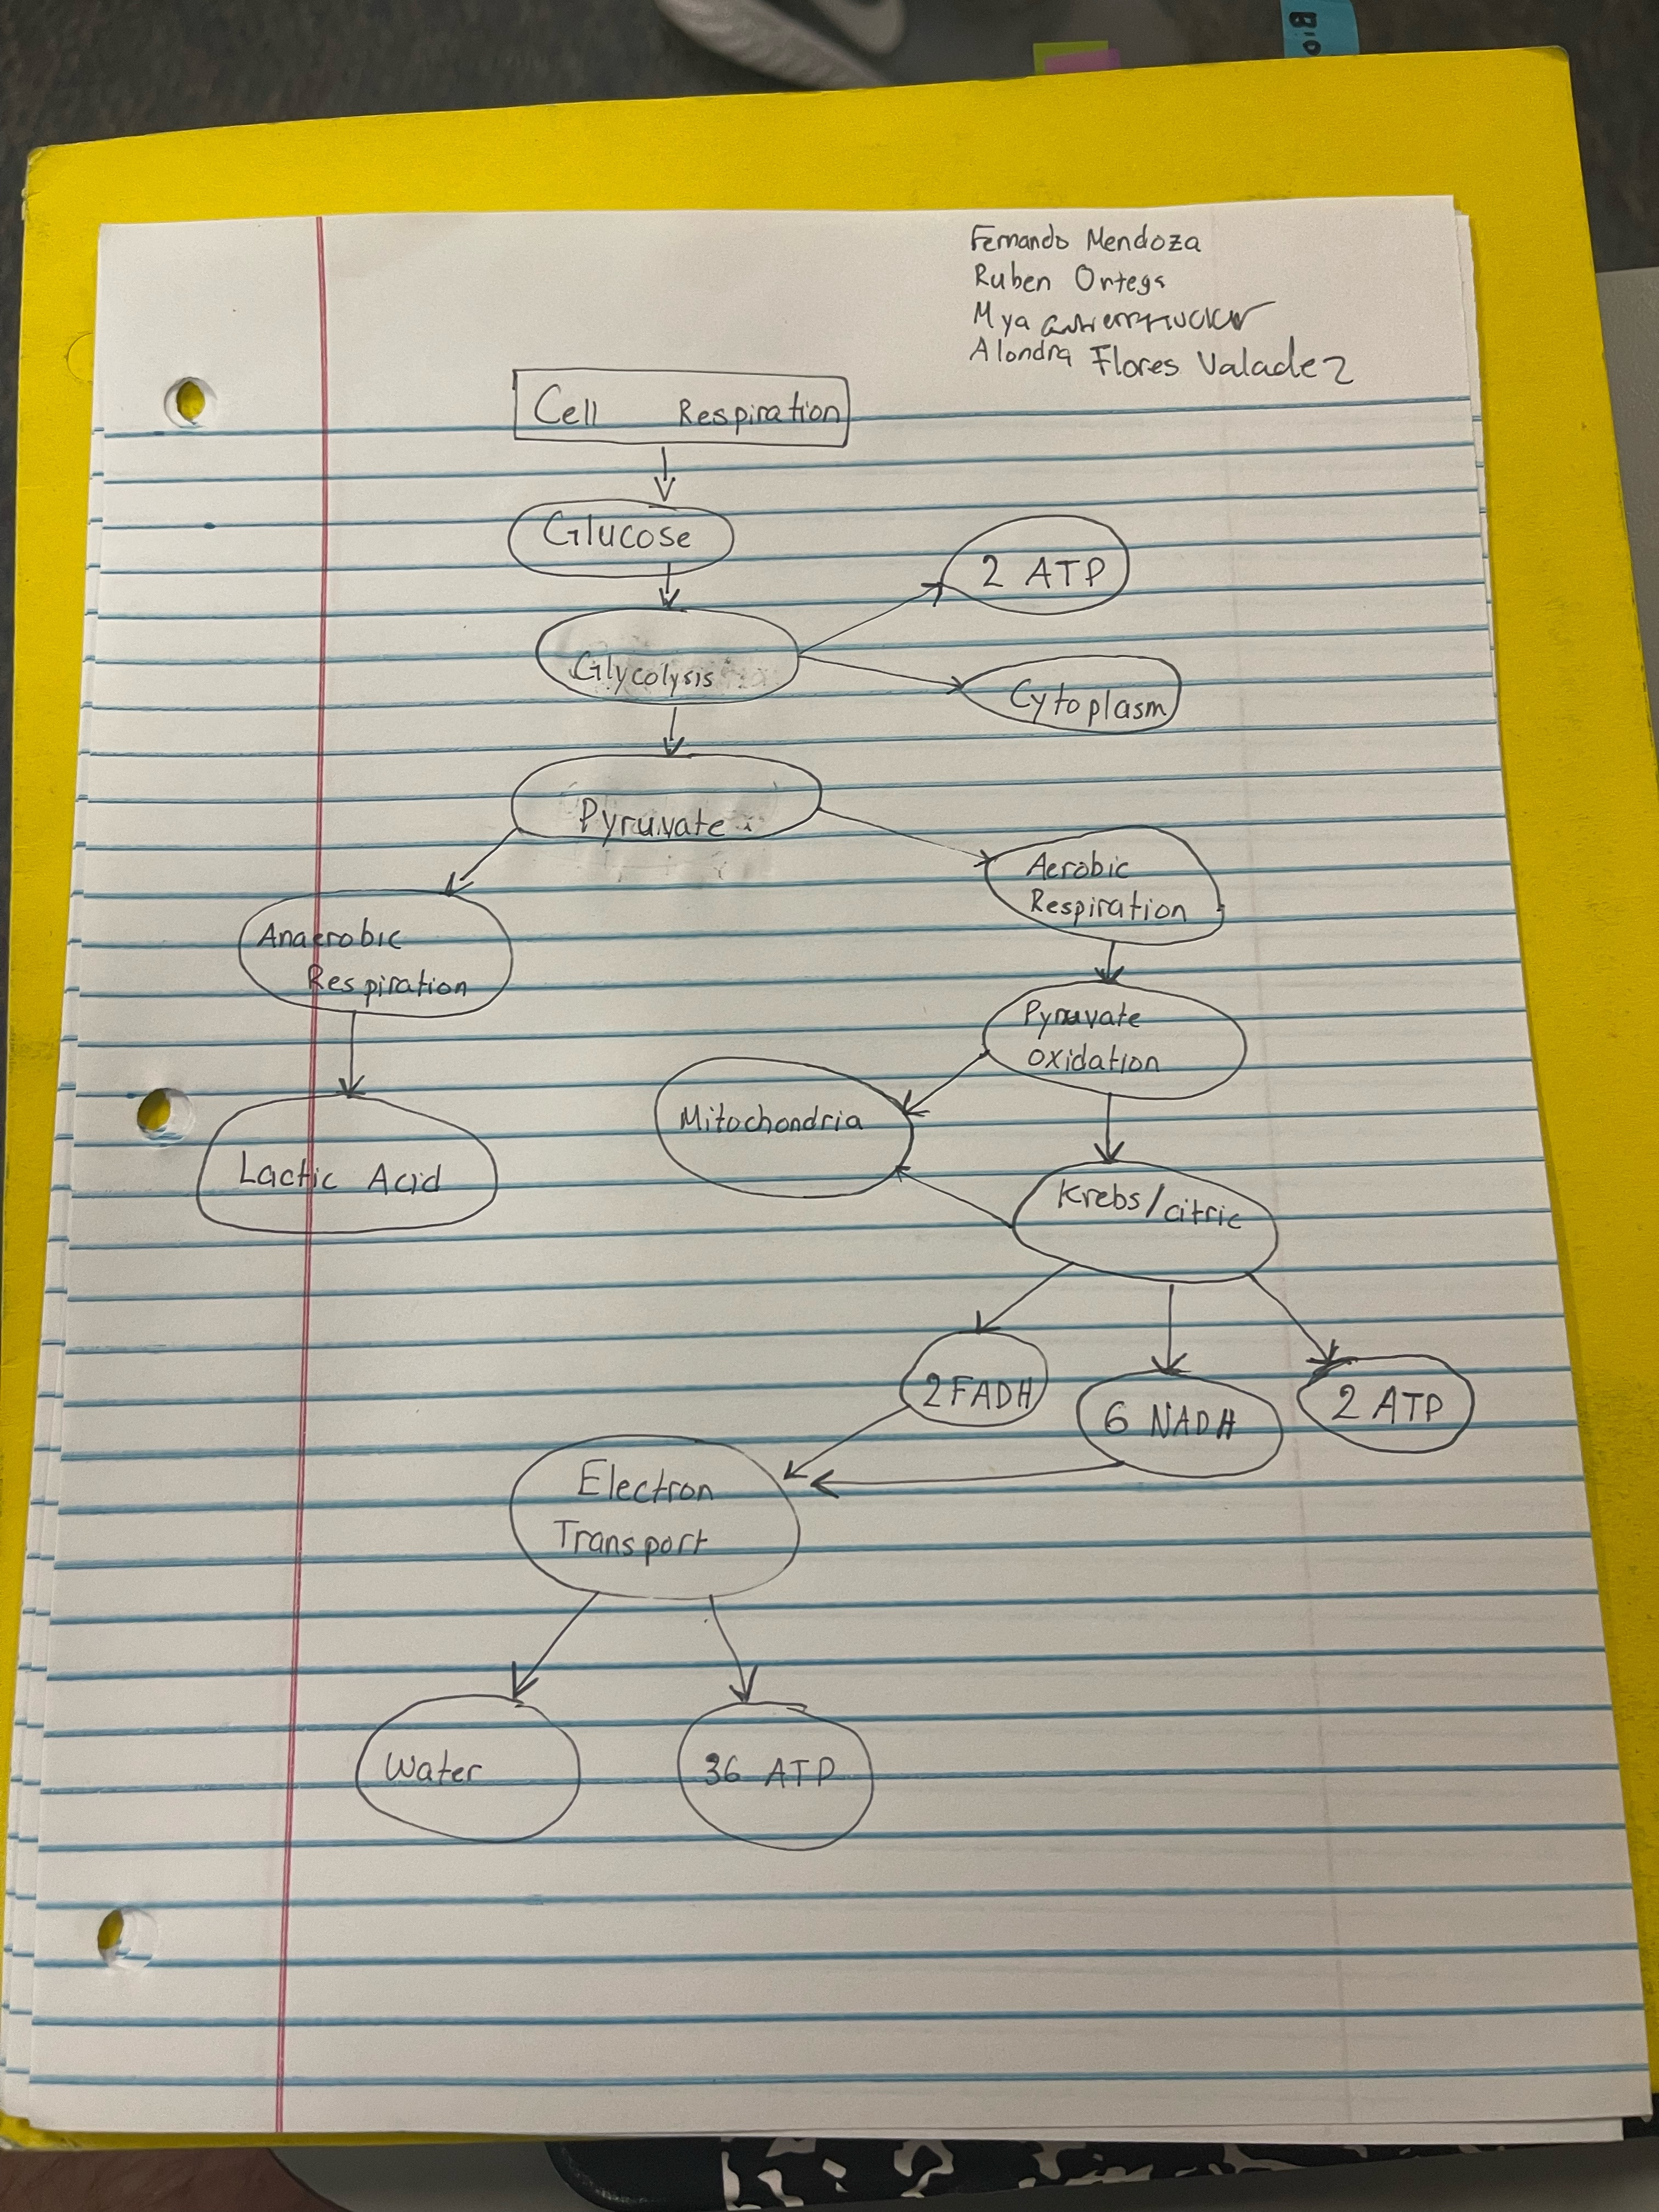 Bio
Fernando Mendoza
Ruben Ortega
Mya
Alondra Flores Valadez
Cell Respiration
Glucose
2 ATP
Glycolysis
Cytoplasm
Pyruvate
Aerobic
Respiration
Anaerobic
Respiration
Pyruvate
oxidation
Mitochondria
Lactic Acid
Krebs/citric
2 FADH
6 NADH
2 ATP
Electron
Transport
Water
36 ATP